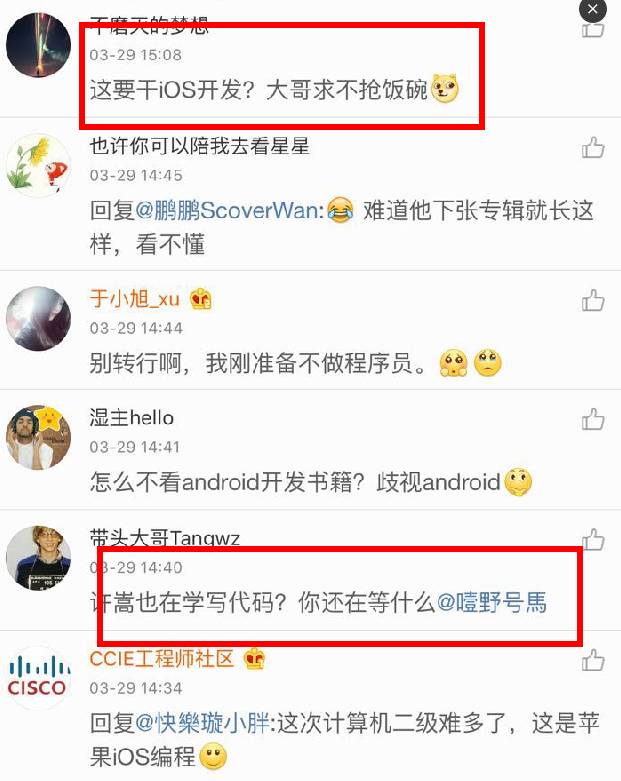 不磨灭的梦想
03-29 15:08
这要干iOS开发？大哥求不抢饭碗
也许你可以陪我去看星星
03-29 14:45
回复@鹏鹏ScoverWan: 难道他下张专辑就长这
样，看不懂
于小旭_xu
03-29 14:44
别转行啊，我刚准备不做程序员。
湿主hello
03-29 14:41
怎么不看android开发书籍？歧视android
带头大哥Tangwz
03-29 14:40
许嵩也在学写代码？你还在等什么@噎野号馬
CISCO
CCIE工程师社区
03-29 14:34
回复@快樂璇小胖:这次计算机二级难多了，这是苹
果iOS编程